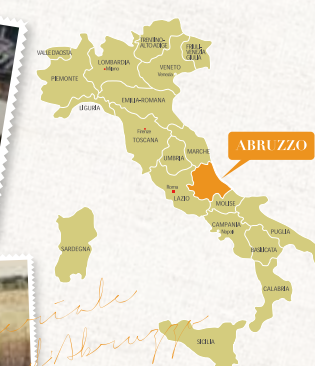 TRENTINO-
ALTO ADIGE
FRIULI-
VENEZIA
GIULIA
VALLE D'AOSTA
LOMBARDIA
Milano
VENETO
Venezia
PIEMONTE
EMILIA-ROMANA
LIGURIA
Firenze
TOSCANA
MARCHE
UMBRIA
ABRUZZO
Roma
LAZIO
MOLISE
CAMPANIA
Napoli
PUGLIA
BASILICATA
SARDEGNA
CALABRIA
SICILIA